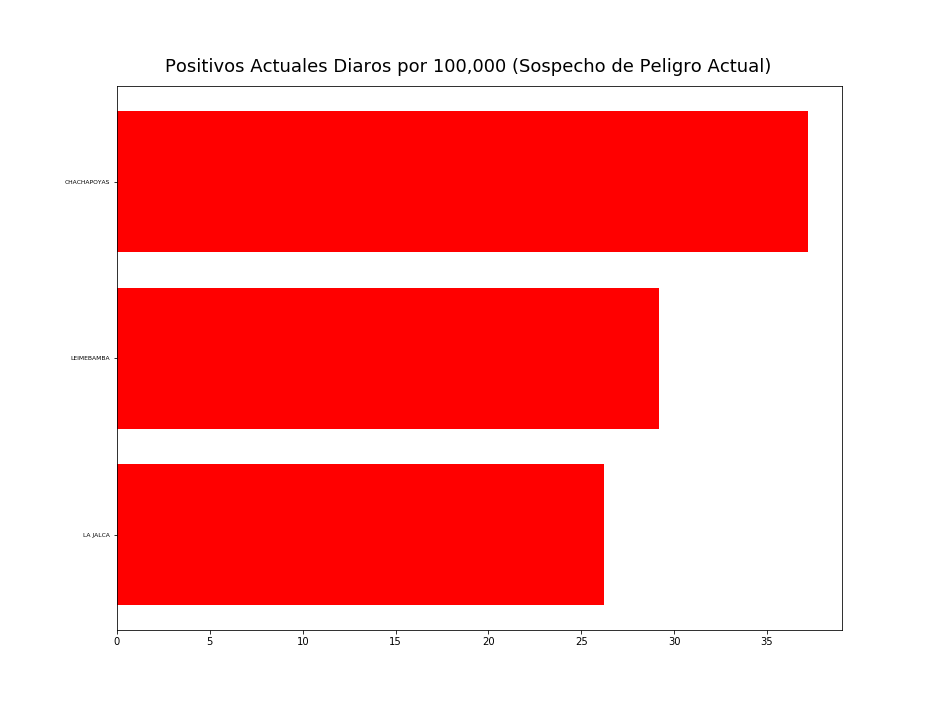 Positivos Actuales Diaros por 100,000 (Sospecho de Peligro Actual)
CHACHAPOYAS
LEIMEBAMBA
LA JALCA
0 5 10 15 20 25 30 35